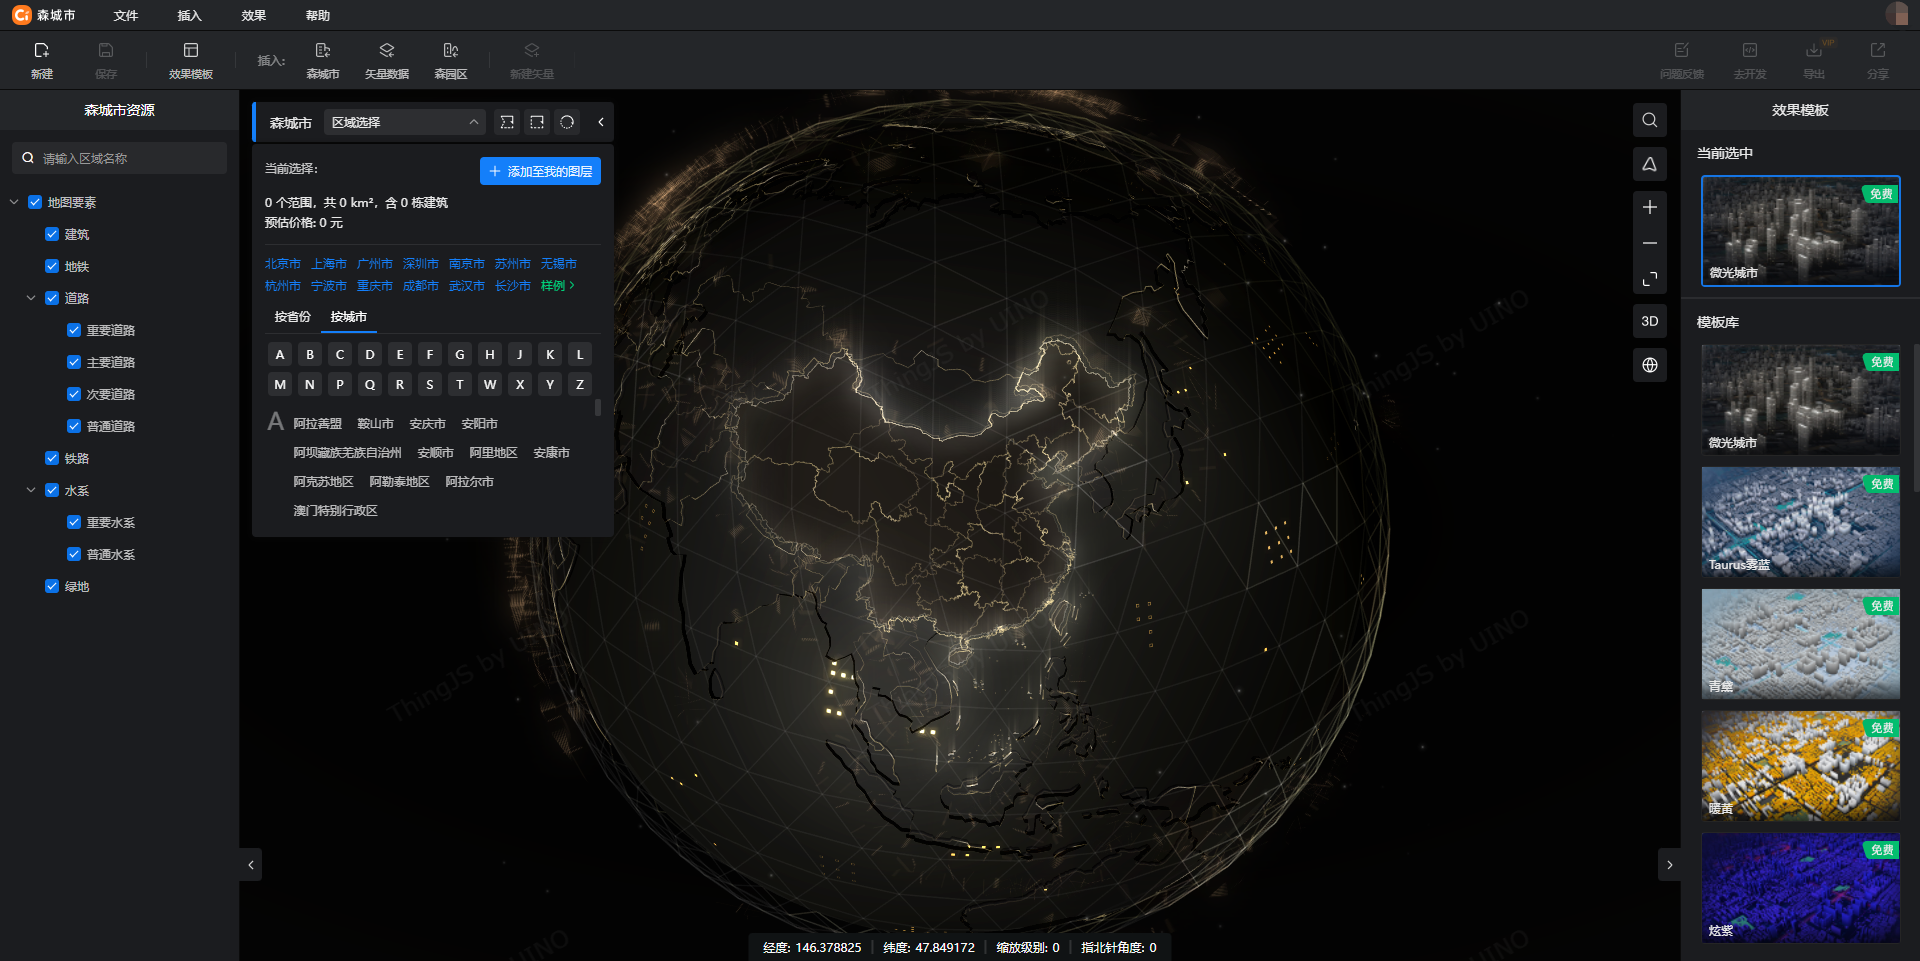 森城市 文件 插入 效果 帮助
新建 保存 效果模板 插入: 森城市 矢量数据 森园区 新建矢量 问题反馈 去开发 VIP 导出 分享
森城市资源
请输入区域名称
地图要素
建筑
地铁
道路
重要道路
主要道路
次要道路
普通道路
铁路
水系
重要水系
普通水系
绿地
森城市 区域选择
当前选择:
添加至我的图层
0 个范围，共 0 km²，含 0 栋建筑
预估价格: 0 元
北京市 上海市 广州市 深圳市 南京市 苏州市 无锡市
杭州市 宁波市 重庆市 成都市 武汉市 长沙市 样例
按省份 按城市
A B C D E F G H J K L
M N P Q R S T W X Y Z
A 阿拉善盟 鞍山市 安庆市 安阳市
阿坝藏族羌族自治州 安顺市 阿里地区 安康市
阿克苏地区 阿勒泰地区 阿拉尔市
澳门特别行政区
3D
ThingJS by UINO
ThingJS by UINO
ThingJS by UINO
ThingJS by UINO
经度: 146.378825 纬度: 47.849172 缩放级别: 0 指北针角度: 0
效果模板
当前选中
免费
微光城市
模板库
免费
微光城市
免费
Taurus雾蓝
免费
青黛
免费
暖黄
免费
炫紫